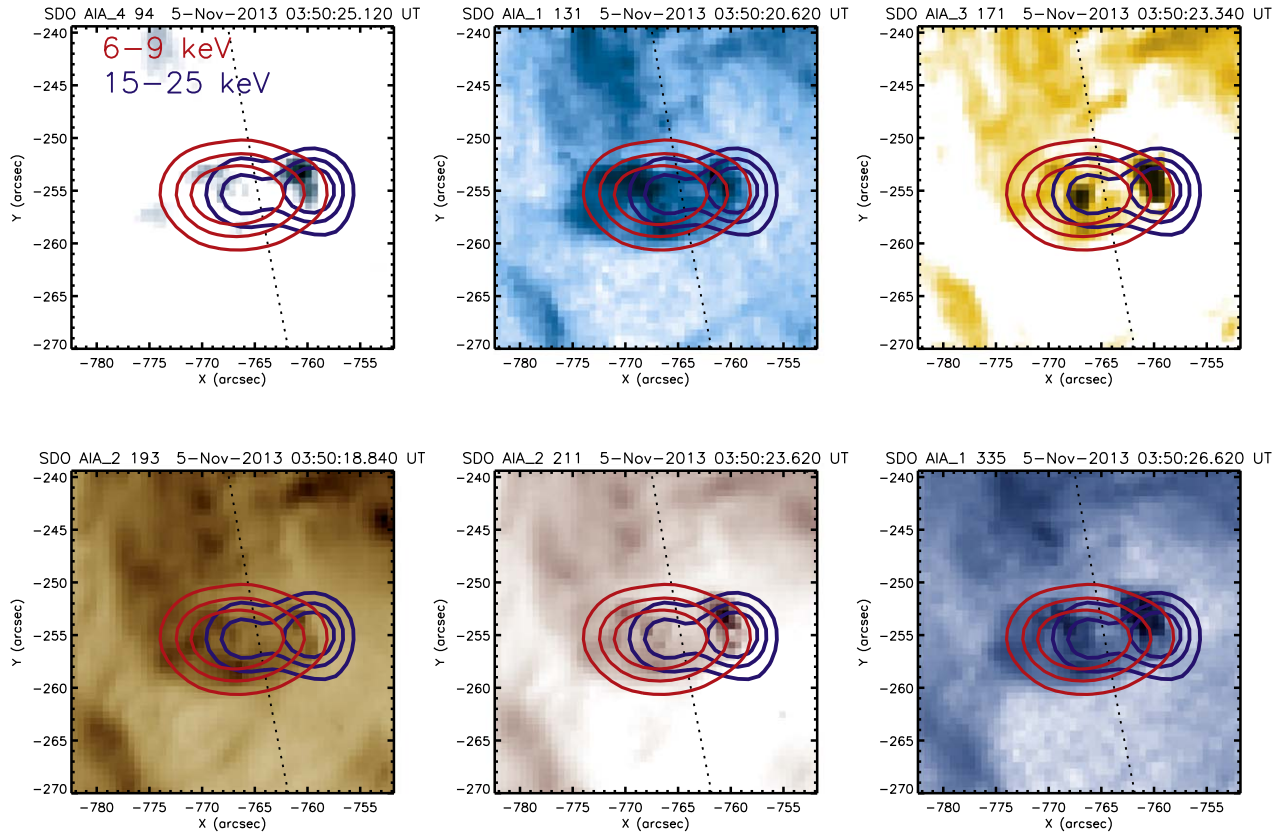 SDO AIA_4 94 5-Nov-2013 03:50:25.120 UT
6-9 keV
15-25 keV
-240
-245
-250
-255
-260
-265
-270
Y (arcsec)
-780 -775 -770 -765 -760 -755
X (arcsec)
SDO AIA_1 131 5-Nov-2013 03:50:20.620 UT
-240
-245
-250
-255
-260
-265
-270
Y (arcsec)
-780 -775 -770 -765 -760 -755
X (arcsec)
SDO AIA_3 171 5-Nov-2013 03:50:23.340 UT
-240
-245
-250
-255
-260
-265
-270
Y (arcsec)
-780 -775 -770 -765 -760 -755
X (arcsec)
SDO AIA_2 193 5-Nov-2013 03:50:18.840 UT
-240
-245
-250
-255
-260
-265
-270
Y (arcsec)
-780 -775 -770 -765 -760 -755
X (arcsec)
SDO AIA_2 211 5-Nov-2013 03:50:23.620 UT
-240
-245
-250
-255
-260
-265
-270
Y (arcsec)
-780 -775 -770 -765 -760 -755
X (arcsec)
SDO AIA_1 335 5-Nov-2013 03:50:26.620 UT
-240
-245
-250
-255
-260
-265
-270
Y (arcsec)
-780 -775 -770 -765 -760 -755
X (arcsec)